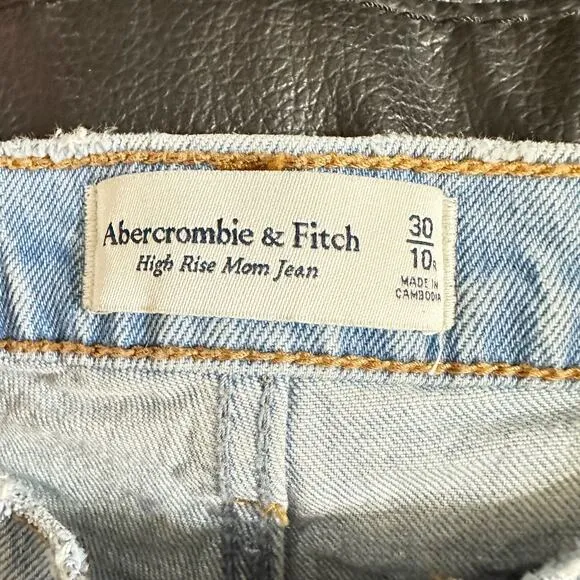 Abercrombie & Fitch
High Rise Mom Jean
30
10R
MADE IN
CAMBODIA